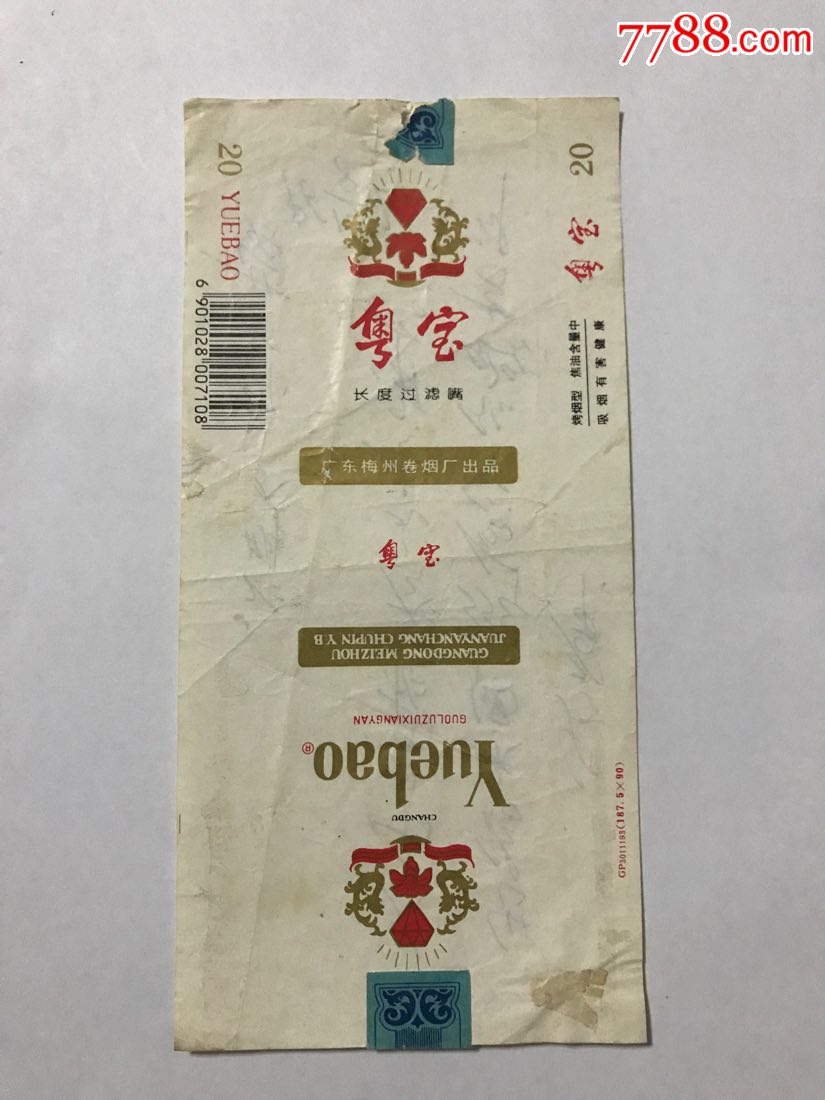 7788.com
20 YUEBAO
6 901028 007108
粤宝
长度过滤嘴
广东梅州卷烟厂出品
20
粤宝
烤烟型 焦油含量中
吸烟有害健康
粤宝
GUANGDONG MEIZHOU
JUANYANCHANG CHUPIN Y.B
GUOLUZUIXIANGYAN
Yuebao®
CHANGDU
GP3011193(187.5×90)